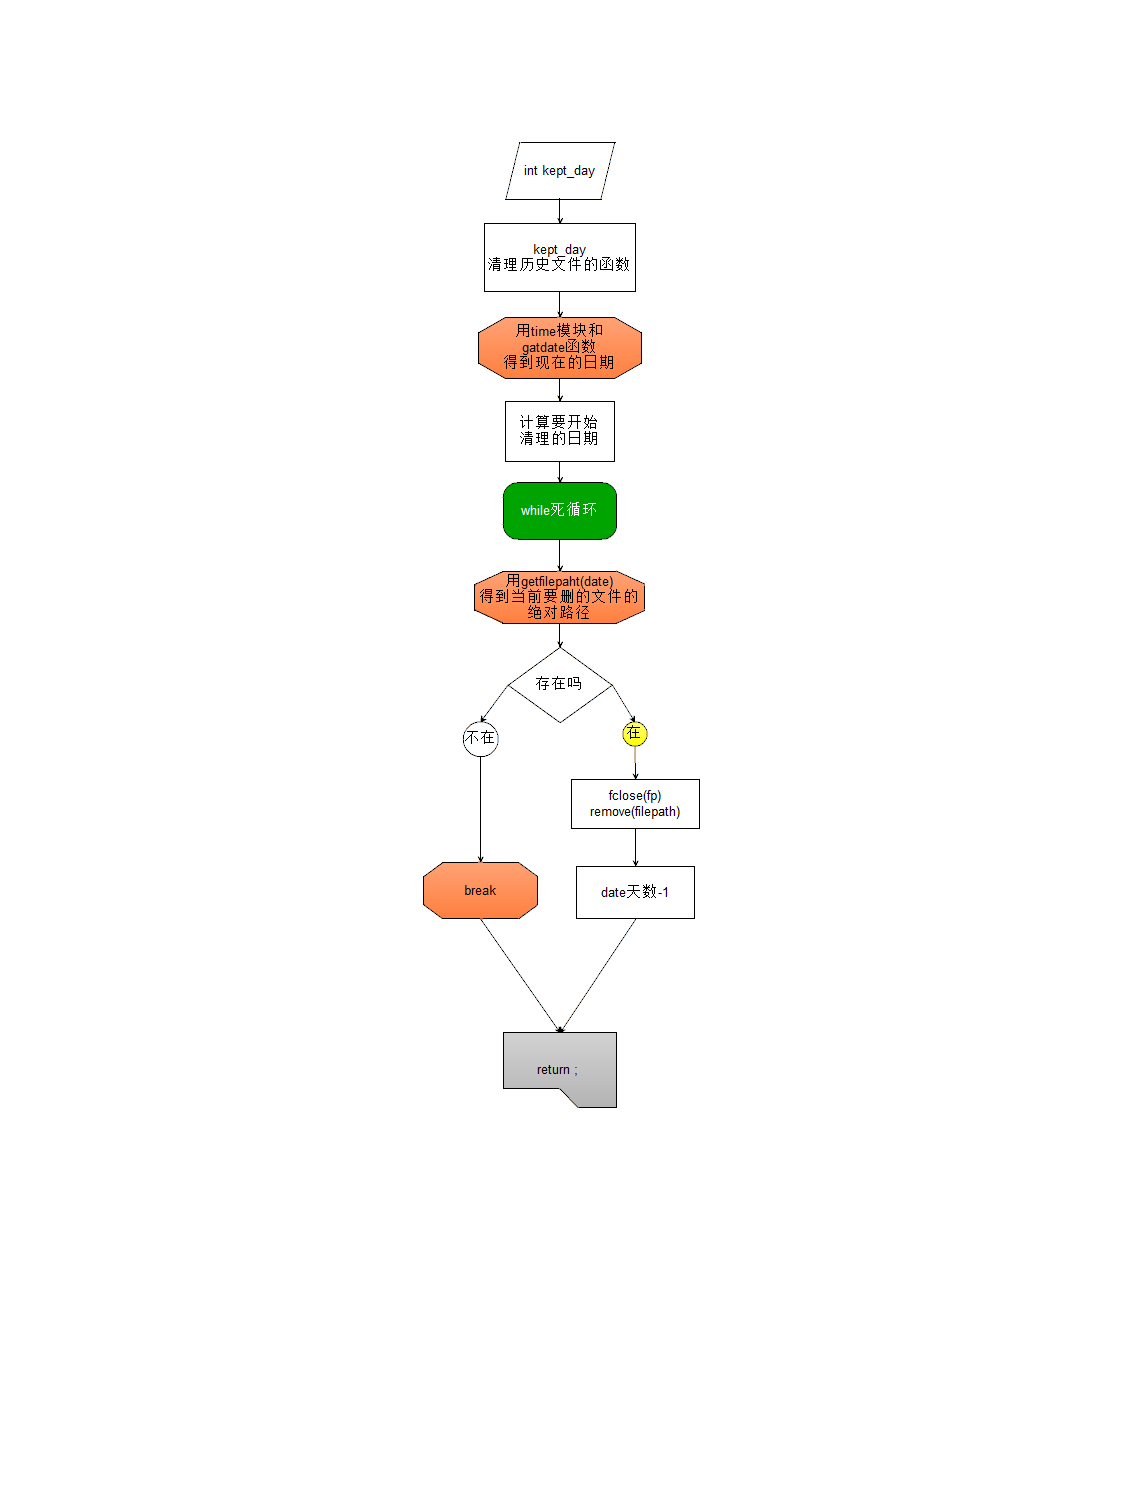 int kept_day
kept_day
清理历史文件的函数
用time模块和
gatdate函数
得到现在的日期
计算要开始
清理的日期
while死循环
用getfilepaht(date)
得到当前要删的文件的
绝对路径
存在吗
不在
在
fclose(fp)
remove(filepath)
break
date天数-1
return ;